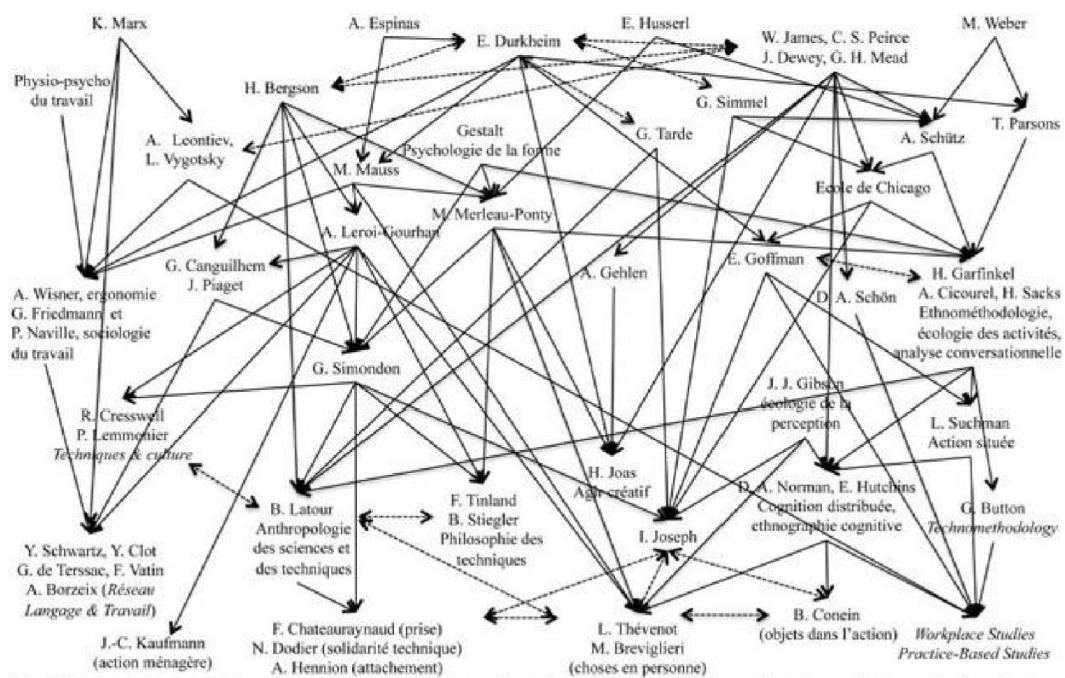 K. Marx
A. Espinas
E. Husserl
M. Weber
E. Durkheim
W. James, C. S. Peirce
J. Dewey, G. H. Mead
Physio-psycho
du travail
H. Bergson
G. Simmel
T. Parsons
A. Leontiev,
L. Vygotsky
Gestalt
Psychologie de la forme
G. Tarde
A. Schütz
M. Mauss
Ecole de Chicago
M. Merleau-Ponty
A. Leroi-Gourhan
G. Canguilhem
J. Piaget
A. Gehlen
E. Goffman
D. A. Schön
H. Garfinkel
A. Cicourel, H. Sacks
Ethnométhodologie,
écologie des activités,
analyse conversationnelle
A. Wisner, ergonomie
G. Friedmann et
P. Naville, sociologie
du travail
G. Simondon
J. J. Gibson
écologie de la
perception
R. Cresswell
P. Lemmonier
Techniques & culture
L. Suchman
Action située
H. Joas
Agir créatif
D. A. Norman, E. Hutchins
Cognition distribuée,
ethnographie cognitive
B. Latour
Anthropologie
des sciences et
des techniques
F. Tinland
B. Stiegler
Philosophie des
techniques
G. Button
Technomethodology
I. Joseph
Y. Schwartz, Y. Clot
G. de Terssac, F. Vatin
A. Borzeix (Réseau
Langage & Travail)
J.-C. Kaufmann
(action ménagère)
F. Chateauraynaud (prise)
N. Dodier (solidarité technique)
A. Hennion (attachement)
L. Thévenot
M. Breviglieri
(choses en personne)
B. Conein
(objets dans l'action)
Workplace Studies
Practice-Based Studies